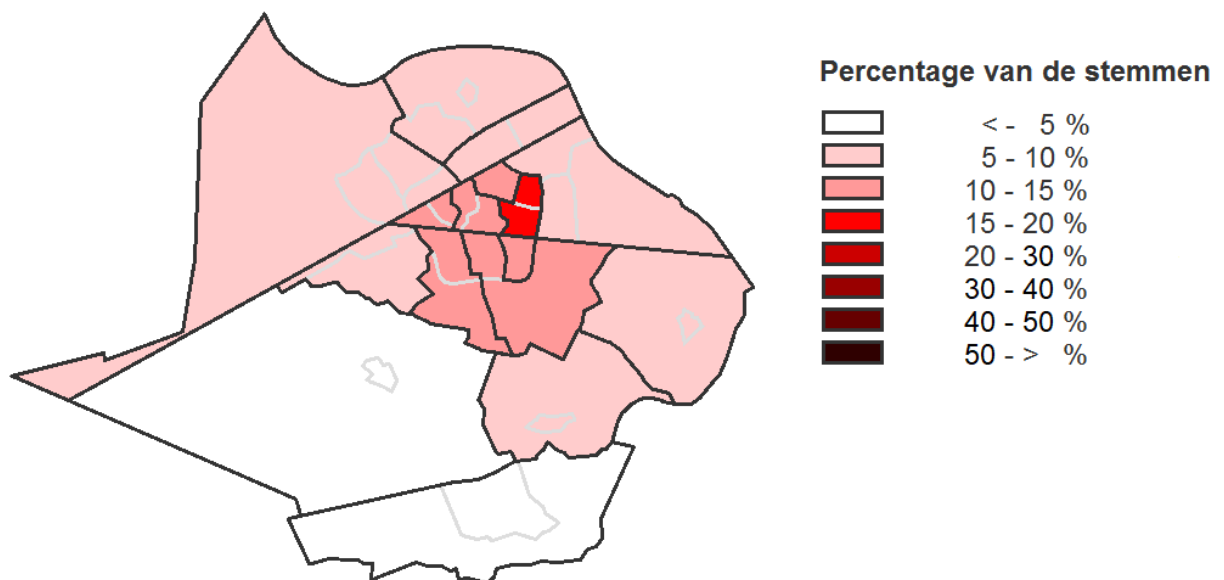 Percentage van de stemmen
< - 5 %
5 - 10 %
10 - 15 %
15 - 20 %
20 - 30 %
30 - 40 %
40 - 50 %
50 - > %